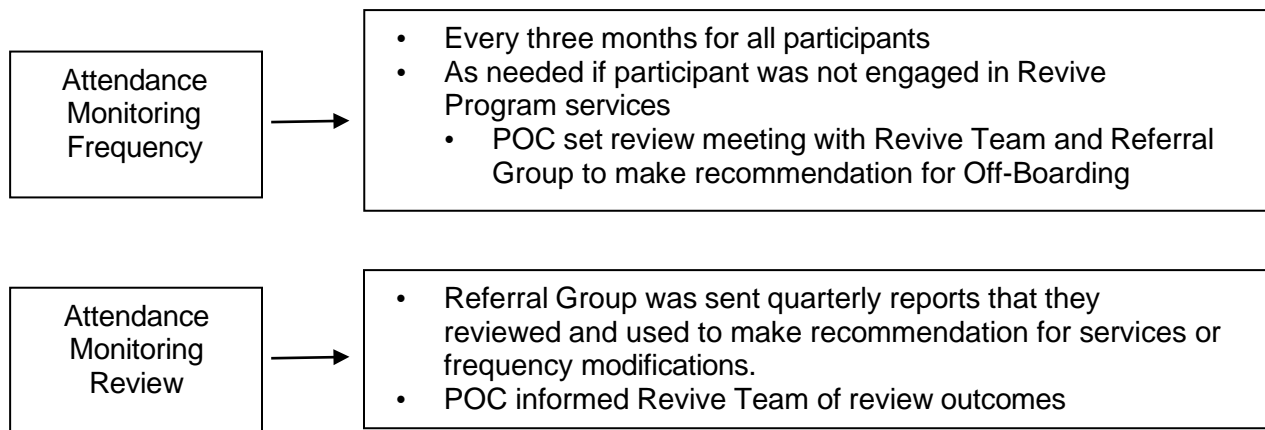 Attendance
Monitoring
Frequency
• Every three months for all participants
• As needed if participant was not engaged in Revive
Program services
• POC set review meeting with Revive Team and Referral
Group to make recommendation for Off-Boarding
Attendance
Monitoring
Review
• Referral Group was sent quarterly reports that they
reviewed and used to make recommendation for services or
frequency modifications.
• POC informed Revive Team of review outcomes